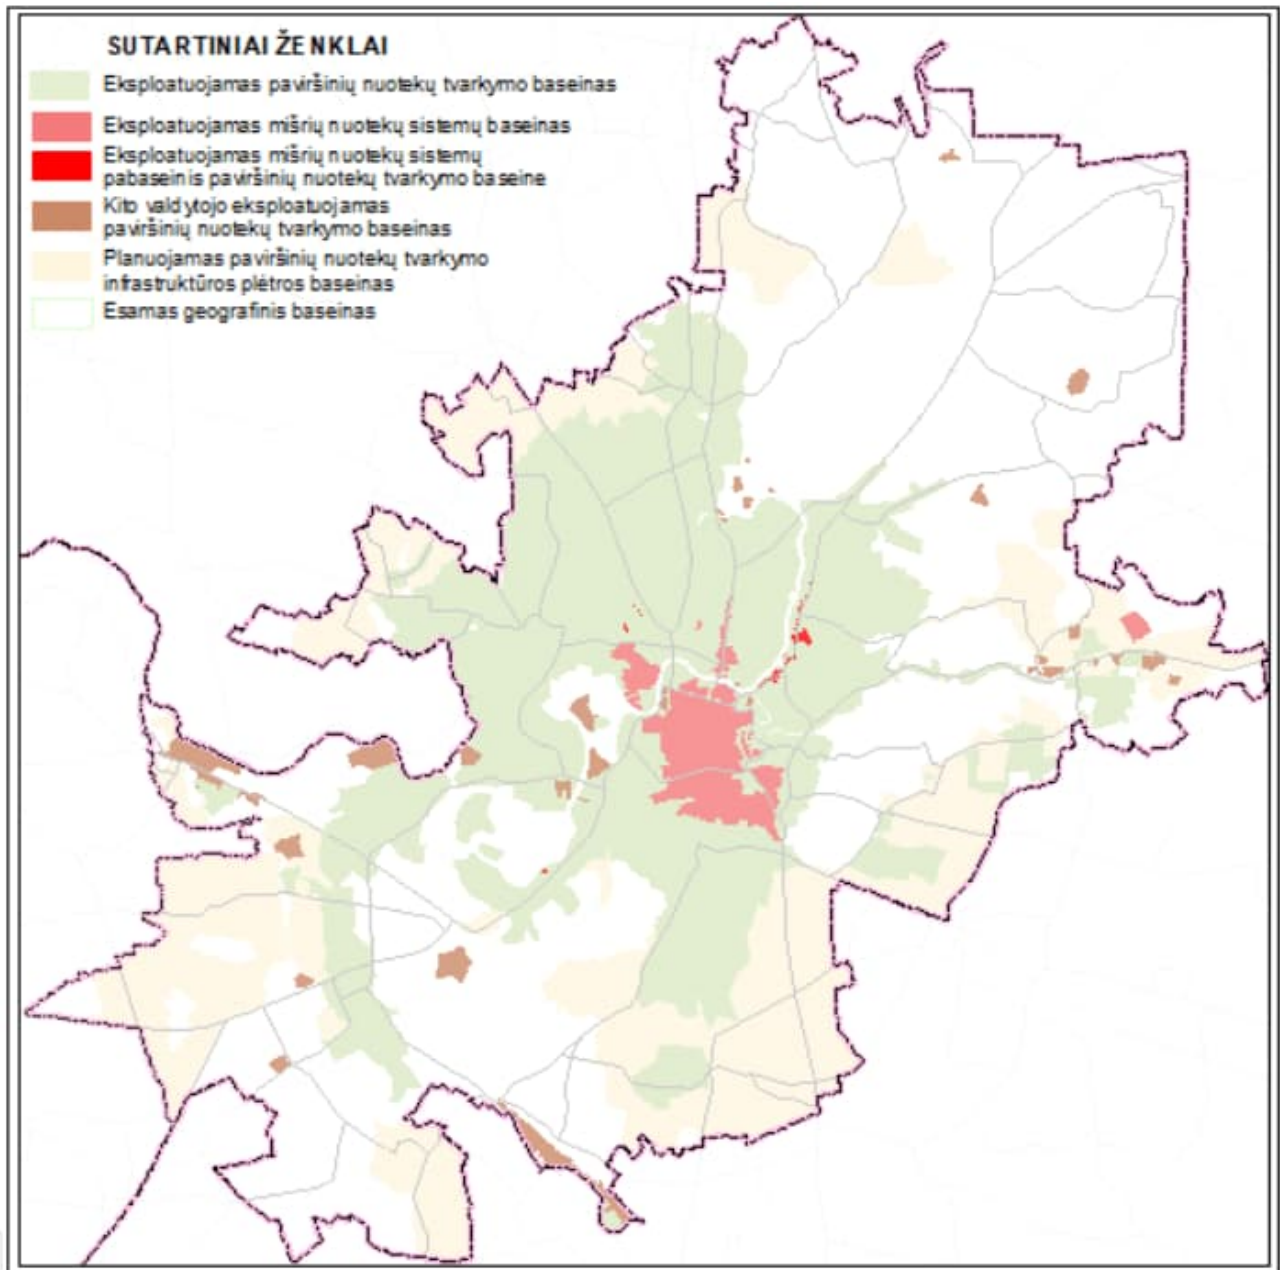 SUTARTINIAI ŽENKLAI
Eksploatuojamas paviršinių nuotekų tvarkymo baseinas
Eksploatuojamas mišrių nuotekų sistemų baseinas
Eksploatuojamas mišrių nuotekų sistemų
pabaseinis paviršinių nuotekų tvarkymo baseine
Kito valdytojo eksploatuojamas
paviršinių nuotekų tvarkymo baseinas
Planuojamas paviršinių nuotekų tvarkymo
infrastruktūros plėtros baseinas
Esamas geografinis baseinas